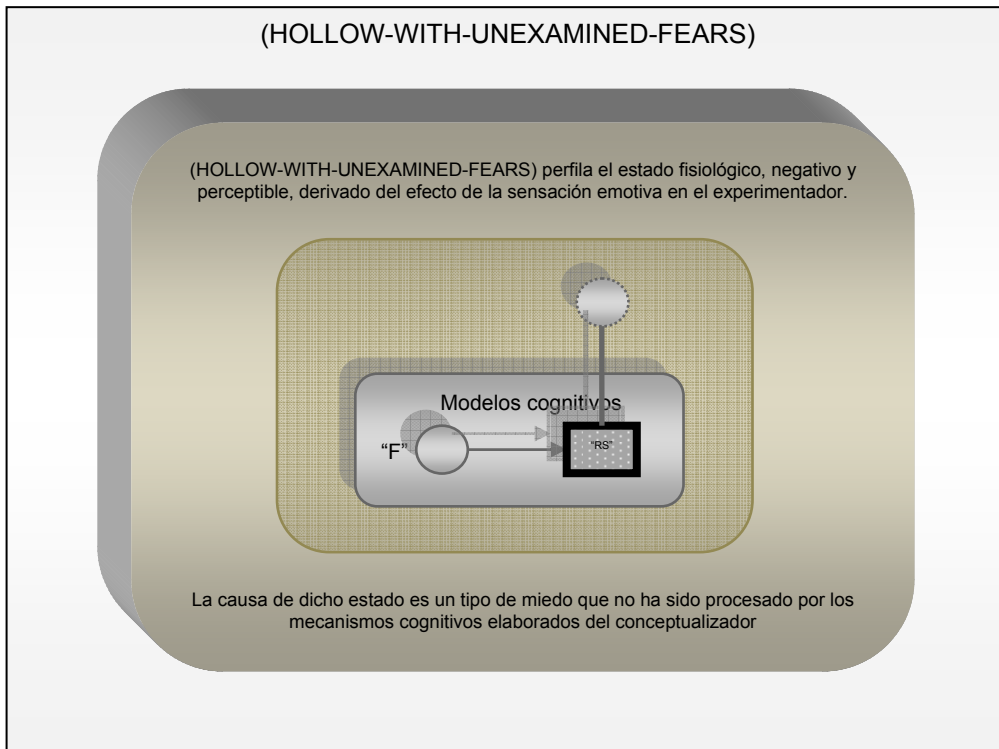 (HOLLOW-WITH-UNEXAMINED-FEARS)
(HOLLOW-WITH-UNEXAMINED-FEARS) perfila el estado fisiológico, negativo y
perceptible, derivado del efecto de la sensación emotiva en el experimentador.
Modelos cognitivos
“F”
“RS”
La causa de dicho estado es un tipo de miedo que no ha sido procesado por los
mecanismos cognitivos elaborados del conceptualizador